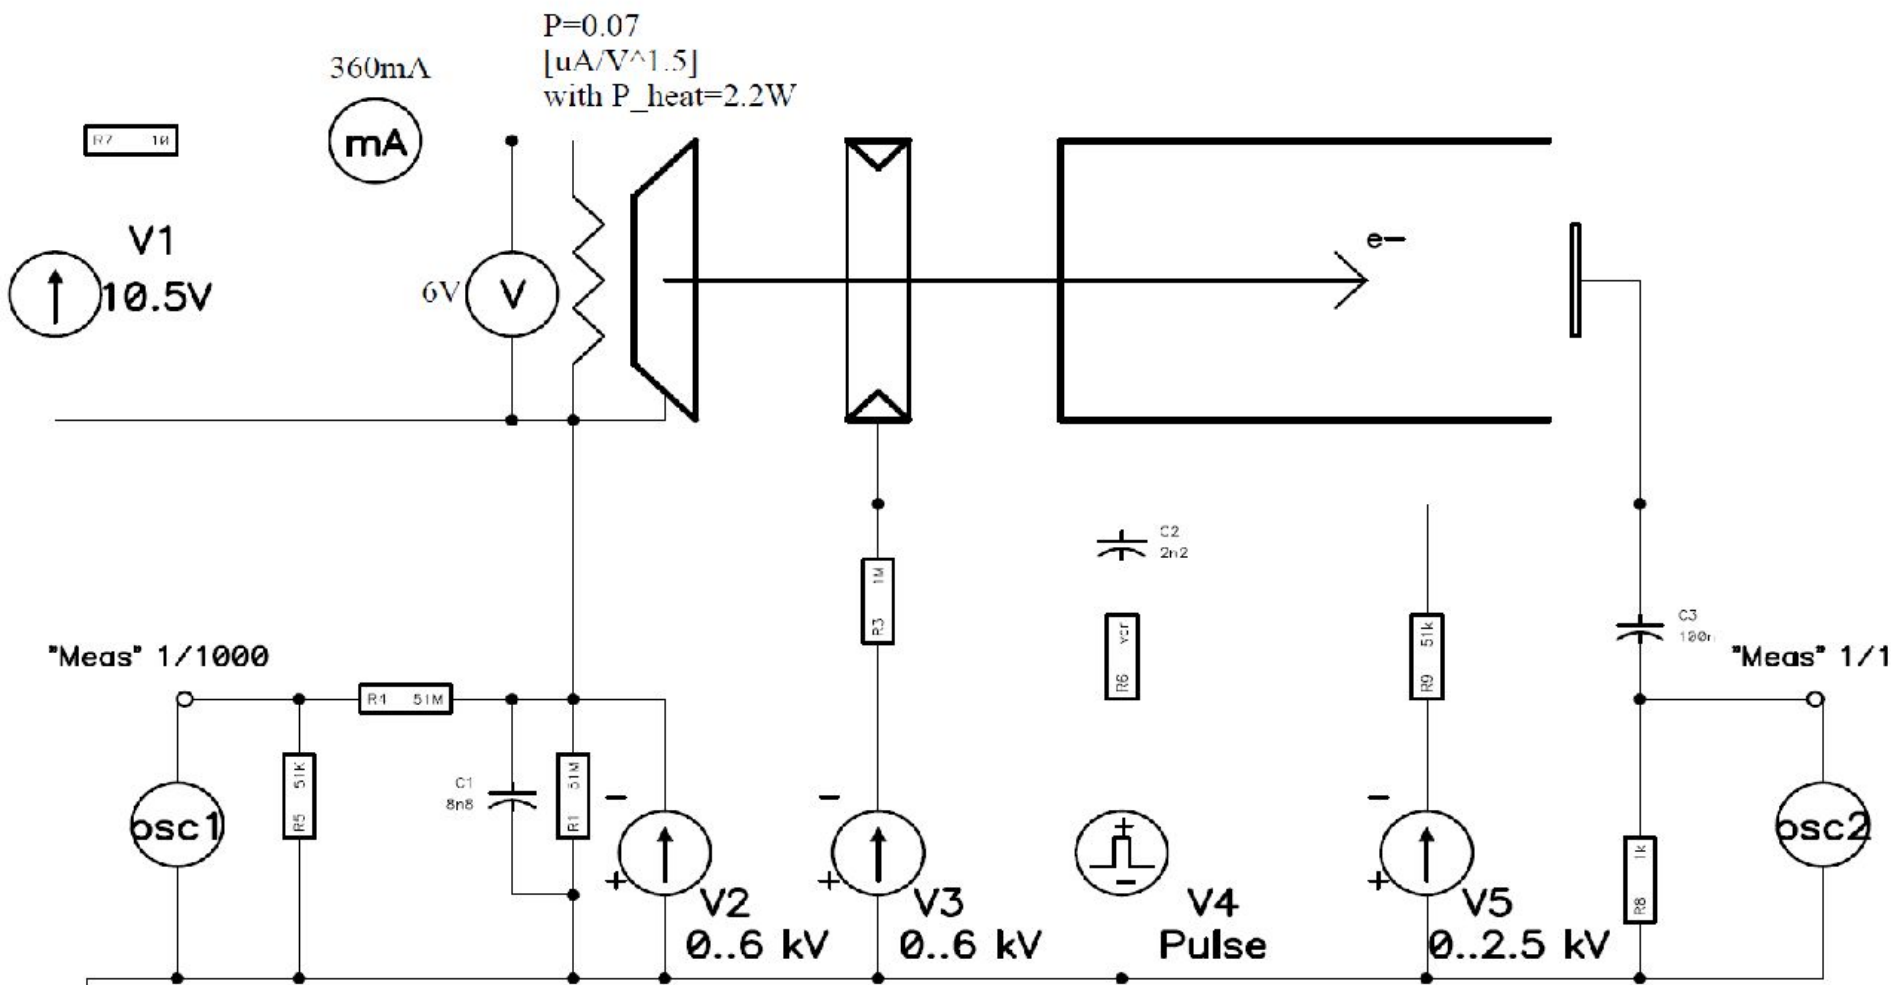 P=0.07
[uA/V^1.5]
with P_heat=2.2W
360mA
mA
R7 10
V1
10.5V
6V
V
e-
C2
2n2
R3 1M
"Meas" 1/1000
R4 51M
R6 var
R9 51k
C3
100n
"Meas" 1/1
osc1
R5 51K
C1
8n8
R1 51M
-
+
V2
0..6 kV
-
+
V3
0..6 kV
+
-
V4
Pulse
-
+
V5
0..2.5 kV
R8 1k
osc2